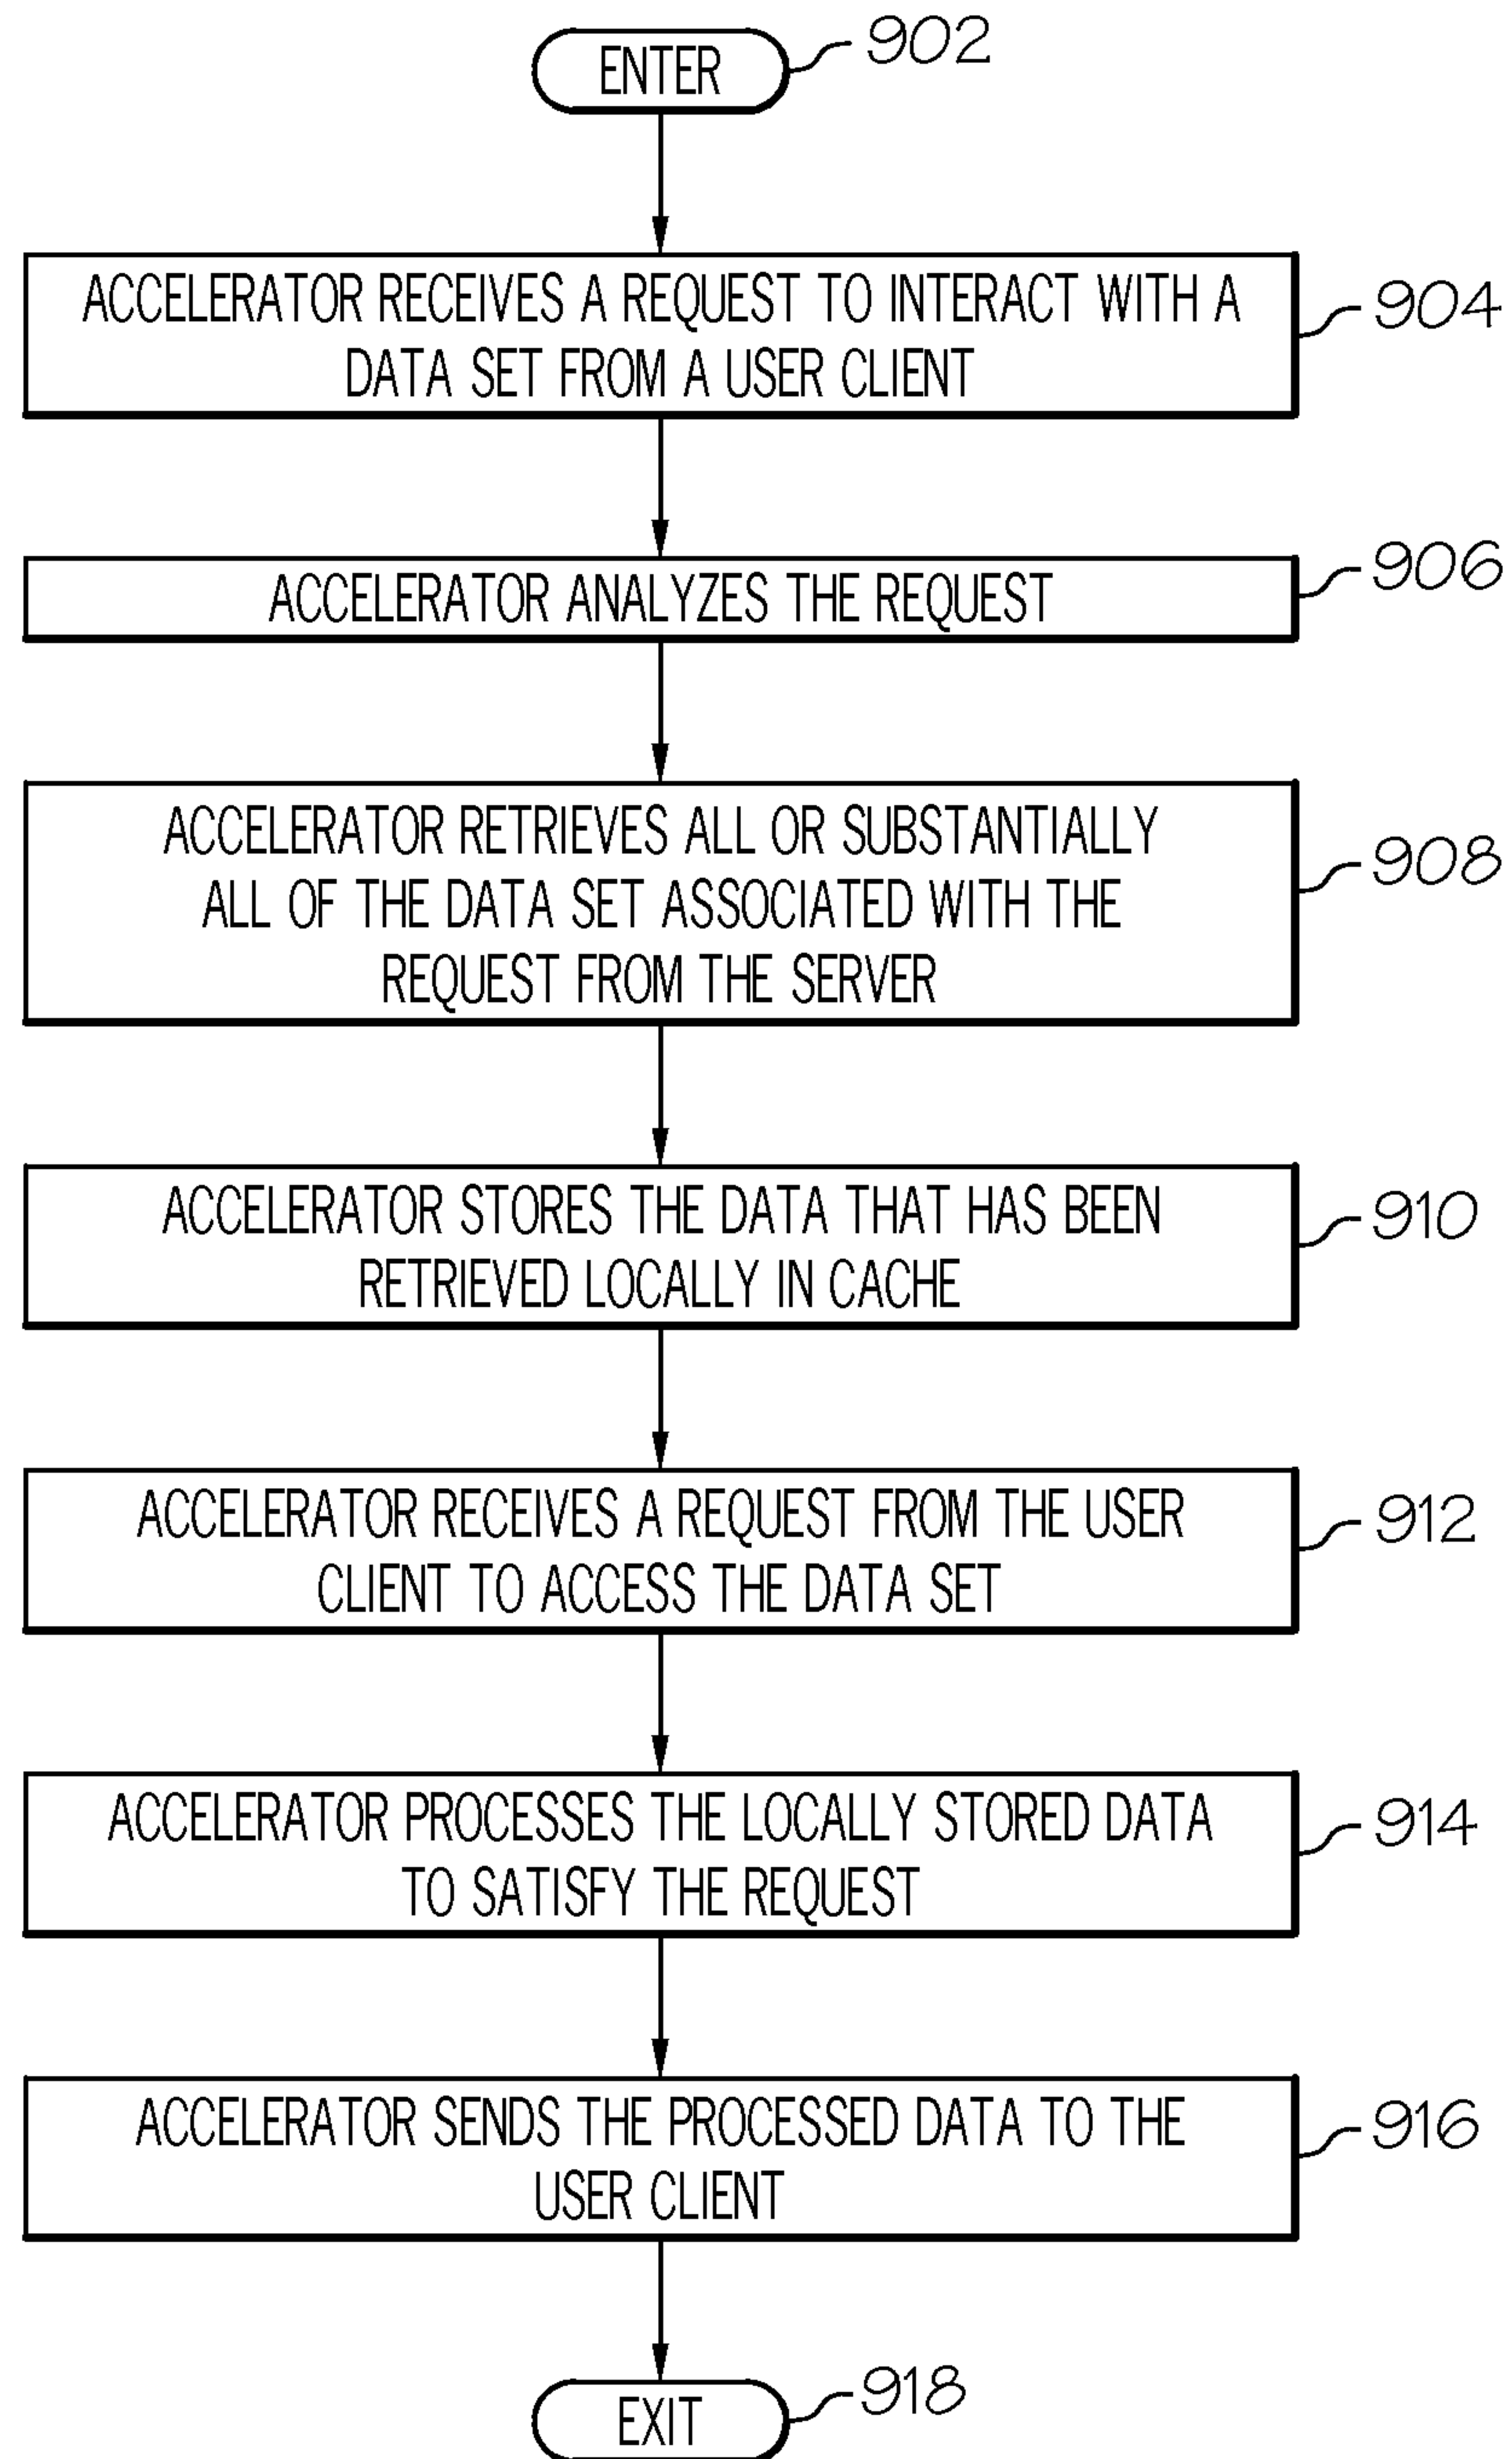 ENTER
902
ACCELERATOR RECEIVES A REQUEST TO INTERACT WITH A
DATA SET FROM A USER CLIENT
904
ACCELERATOR ANALYZES THE REQUEST
906
ACCELERATOR RETRIEVES ALL OR SUBSTANTIALLY
ALL OF THE DATA SET ASSOCIATED WITH THE
REQUEST FROM THE SERVER
908
ACCELERATOR STORES THE DATA THAT HAS BEEN
RETRIEVED LOCALLY IN CACHE
910
ACCELERATOR RECEIVES A REQUEST FROM THE USER
CLIENT TO ACCESS THE DATA SET
912
ACCELERATOR PROCESSES THE LOCALLY STORED DATA
TO SATISFY THE REQUEST
914
ACCELERATOR SENDS THE PROCESSED DATA TO THE
USER CLIENT
916
EXIT
918